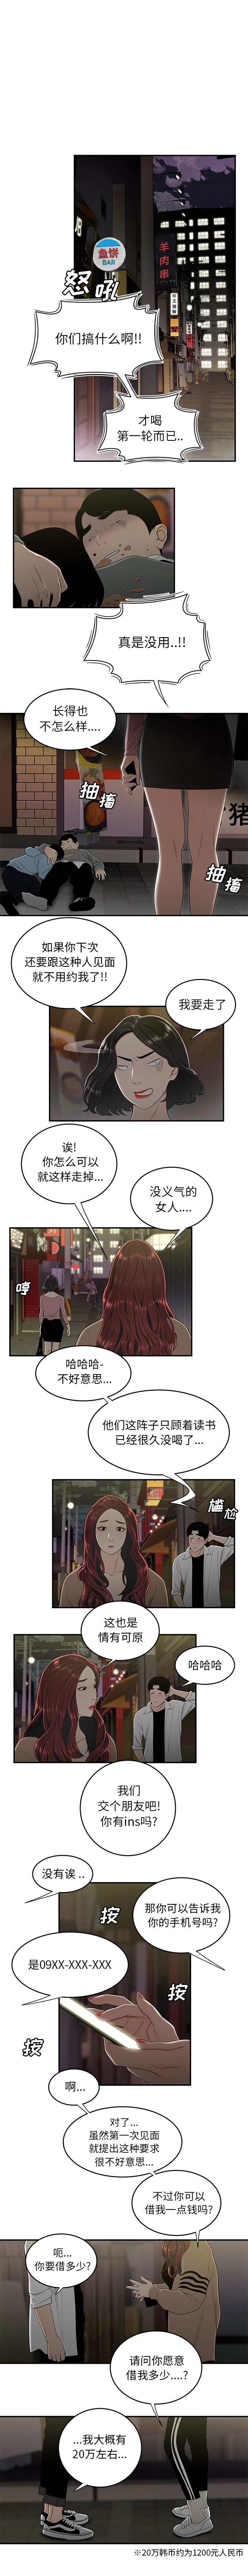 鱼饼
BAR
羊肉串
怒吼
你们搞什么啊!!
才喝
第一轮而已..
真是没用..!!
长得也
不怎么样....
抽搐
猪
抽搐
如果你下次
还要跟这种人见面
就不用约我了!!
我要走了
诶!
你怎么可以
就这样走掉...
没义气的
女人....
哼
哈哈哈-
不好意思...
他们这阵子只顾着读书
已经很久没喝了...
尴尬
这也是
情有可原
哈哈哈
我们
交个朋友吧!
你有ins吗?
没有诶 ..
按
那你可以告诉我
你的手机号吗?
是09XX-XXX-XXX
按
按
啊...
对了...
虽然第一次见面
就提出这种要求
很不好意思...
不过你可以
借我一点钱吗?
呃...
你要借多少?
请问你愿意
借我多少....?
...我大概有
20万左右...
※20万韩币约为1200元人民币